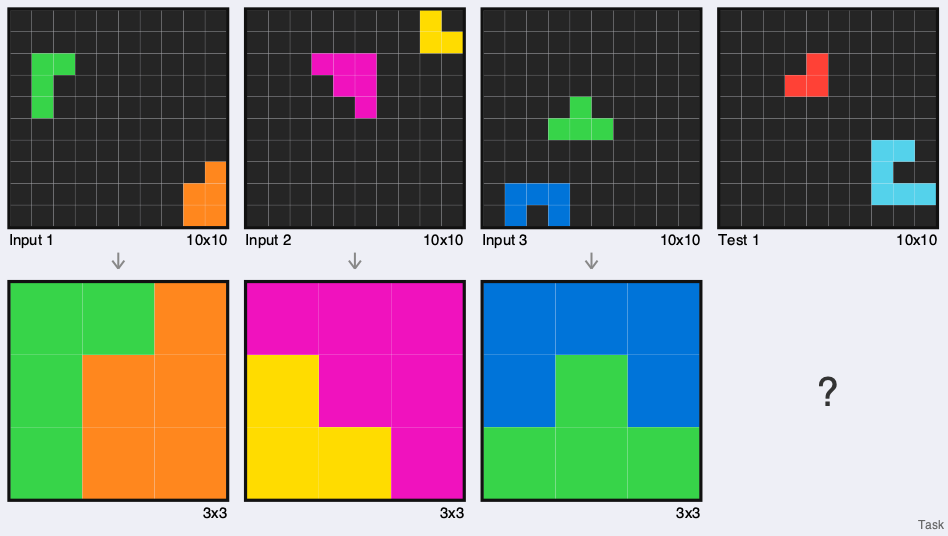 Input 1 10x10
Input 2 10x10
Input 3 10x10
Test 1 10x10
?
3x3
3x3
3x3
Task